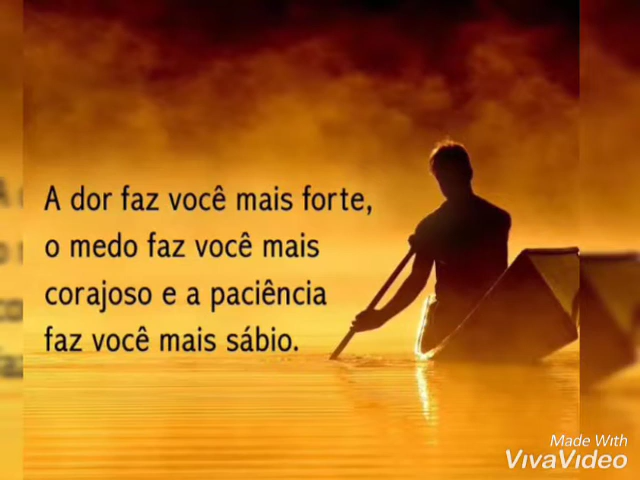 A dor faz você mais forte,
o medo faz você mais
corajoso e a paciência
faz você mais sábio.
Made With
VivaVideo